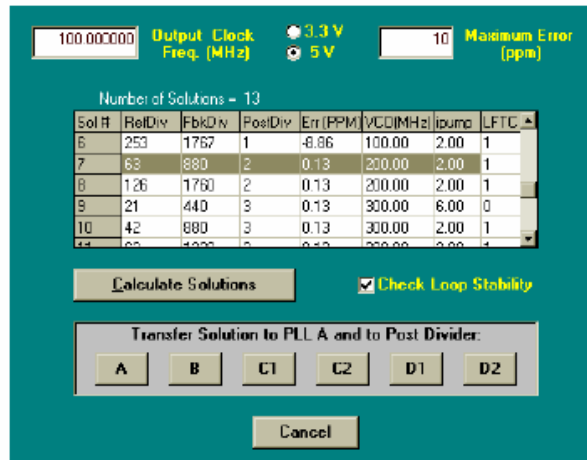 100.000000 Output Clock Freq. (MHz) 3.3 V 5 V 10 Maximum Error (ppm)
Number of Solutions = 13
Sol # RefDiv FbkDiv PostDiv Err (PPM) VCO(MHz) ipump LFTC
6 253 1767 1 -8.86 100.00 2.00 1
7 63 880 2 0.13 200.00 2.00 1
8 126 1760 2 0.13 200.00 2.00 1
9 21 440 3 0.13 300.00 6.00 0
10 42 880 3 0.13 300.00 2.00 1
Calculate Solutions Check Loop Stability
Transfer Solution to PLL A and to Post Divider:
A B C1 C2 D1 D2
Cancel